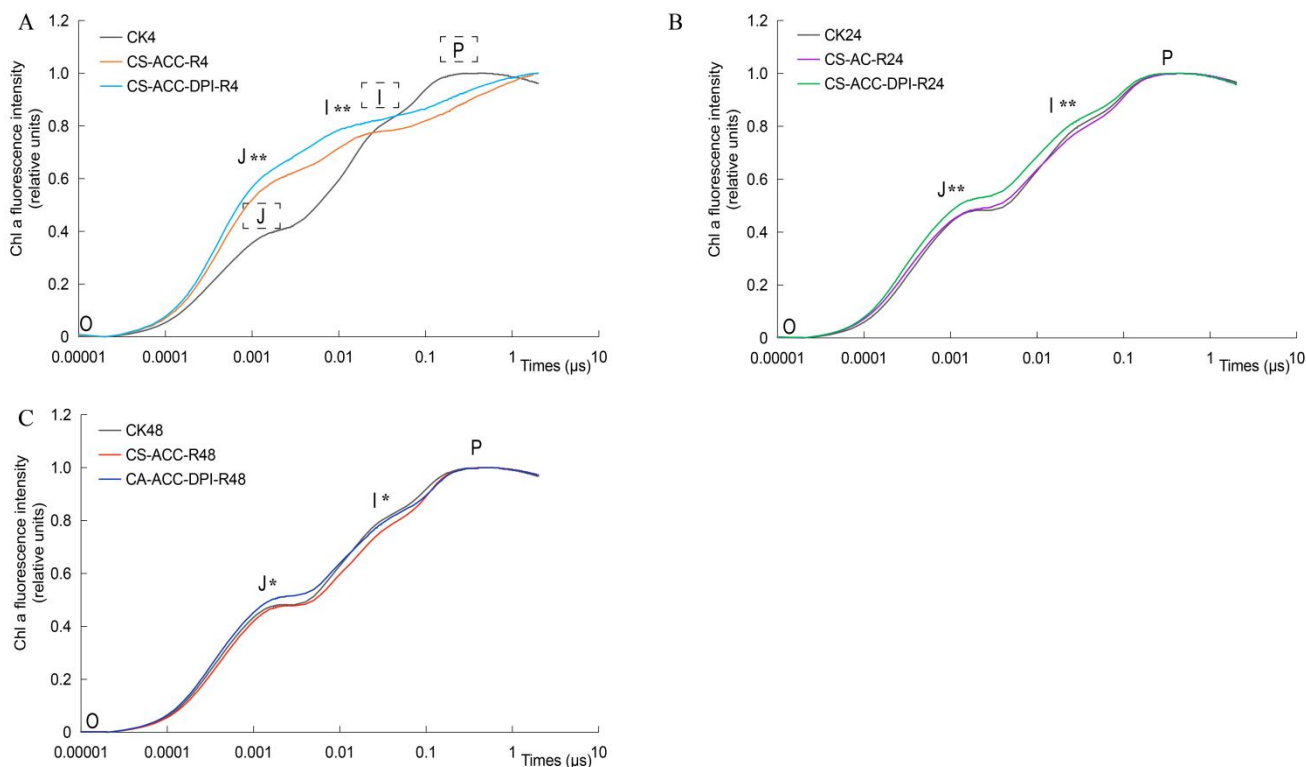 A
Chl a fluorescence intensity
(relative units)
1.2
1.0
0.8
0.6
0.4
0.2
0
CK4
CS-ACC-R4
CS-ACC-DPI-R4
O
J
J**
I**
I
P
0.00001
0.0001
0.001
0.01
0.1
1
10
Times (μs)
B
Chl a fluorescence intensity
(relative units)
1.2
1.0
0.8
0.6
0.4
0.2
0
CK24
CS-AC-R24
CS-ACC-DPI-R24
O
J**
I**
P
0.00001
0.0001
0.001
0.01
0.1
1
10
Times (μs)
C
Chl a fluorescence intensity
(relative units)
1.2
1.0
0.8
0.6
0.4
0.2
0
CK48
CS-ACC-R48
CA-ACC-DPI-R48
O
J*
I*
P
0.00001
0.0001
0.001
0.01
0.1
1
10
Times (μs)